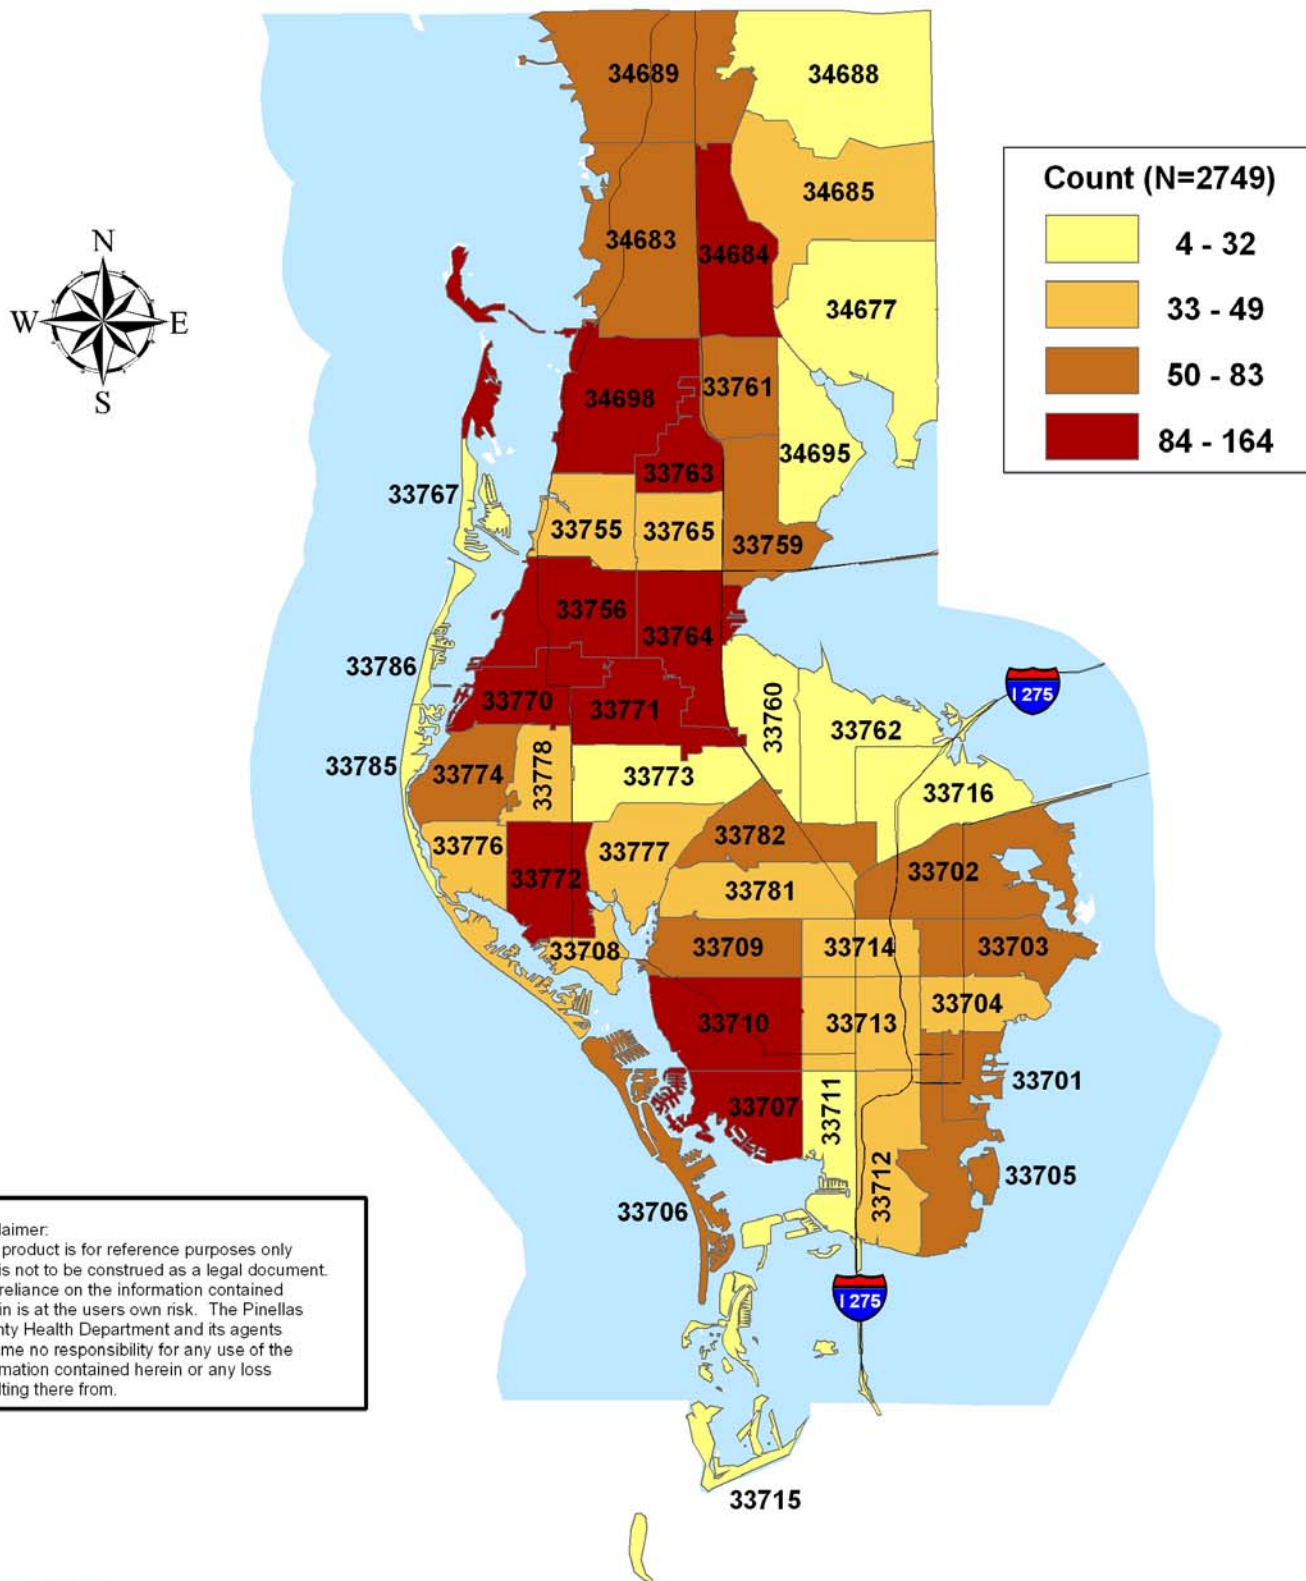 34689
34688
Count (N=2749)
4 - 32
33 - 49
50 - 83
84 - 164
34685
34683
34684
34677
N
W
E
S
34698
33761
34695
33763
33767
33755
33765
33759
33756
33764
33786
33770
33771
33760
33762
I 275
33785
33774
33778
33773
33716
33776
33772
33777
33782
33702
33781
33708
33709
33714
33703
33710
33713
33704
33701
33707
33711
33712
33705
33706
I 275
33715
product is for reference purposes only
is not to be construed as a legal document.
reliance on the information contained
in is at the users own risk. The Pinellas
Health Department and its agents
no responsibility for any use of the
contained herein or any loss
there from.